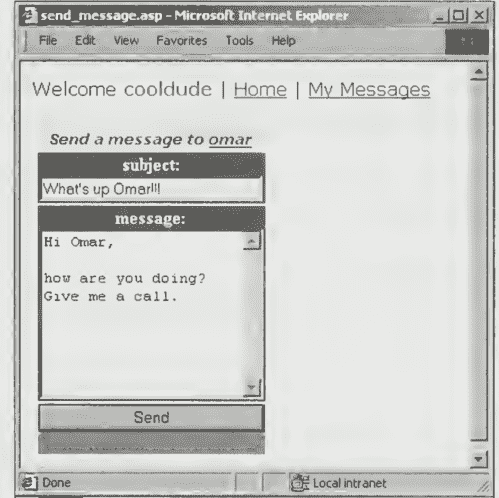 send_message.asp - Microsoft Internet Explorer
File Edit View Favorites Tools Help
Welcome cooldude | Home | My Messages
Send a message to omar
subject:
What's up Omar!!!
message:
Hi Omar,
how are you doing?
Give me a call.
Send
Done
Local intranet